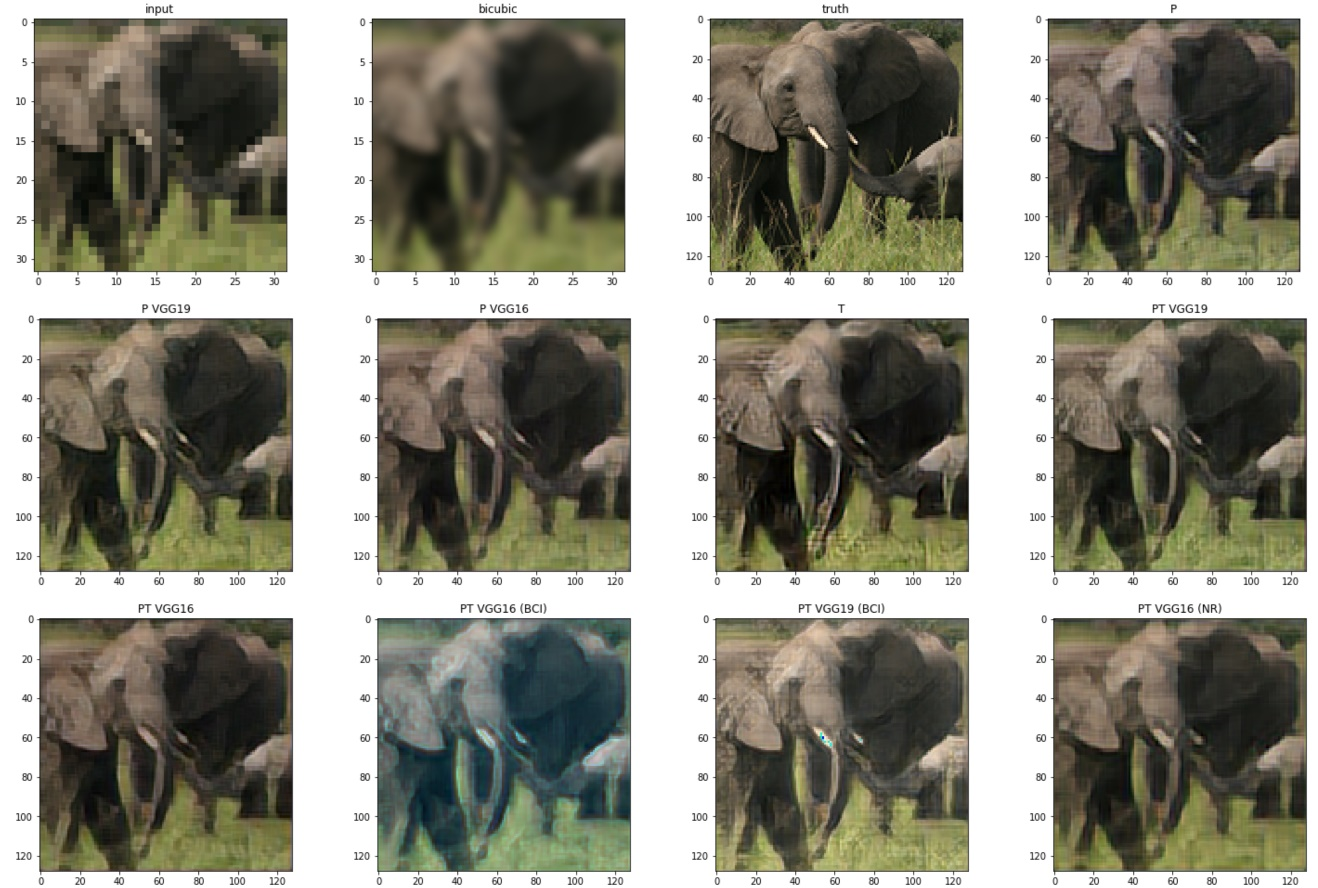 input bicubic truth P
0 0 0 0
5 5 20 20
10 10 40 40
15 15 60 60
20 20 80 80
25 25 100 100
30 30 120 120
0 5 10 15 20 25 30 0 5 10 15 20 25 30 0 20 40 60 80 100 120 0 20 40 60 80 100 120
P VGG19 P VGG16 T PT VGG19
0 0 0 0
20 20 20 20
40 40 40 40
60 60 60 60
80 80 80 80
100 100 100 100
120 120 120 120
0 20 40 60 80 100 120 0 20 40 60 80 100 120 0 20 40 60 80 100 120 0 20 40 60 80 100 120
PT VGG16 PT VGG16 (BCI) PT VGG19 (BCI) PT VGG16 (NR)
0 0 0 0
20 20 20 20
40 40 40 40
60 60 60 60
80 80 80 80
100 100 100 100
120 120 120 120
0 20 40 60 80 100 120 0 20 40 60 80 100 120 0 20 40 60 80 100 120 0 20 40 60 80 100 120